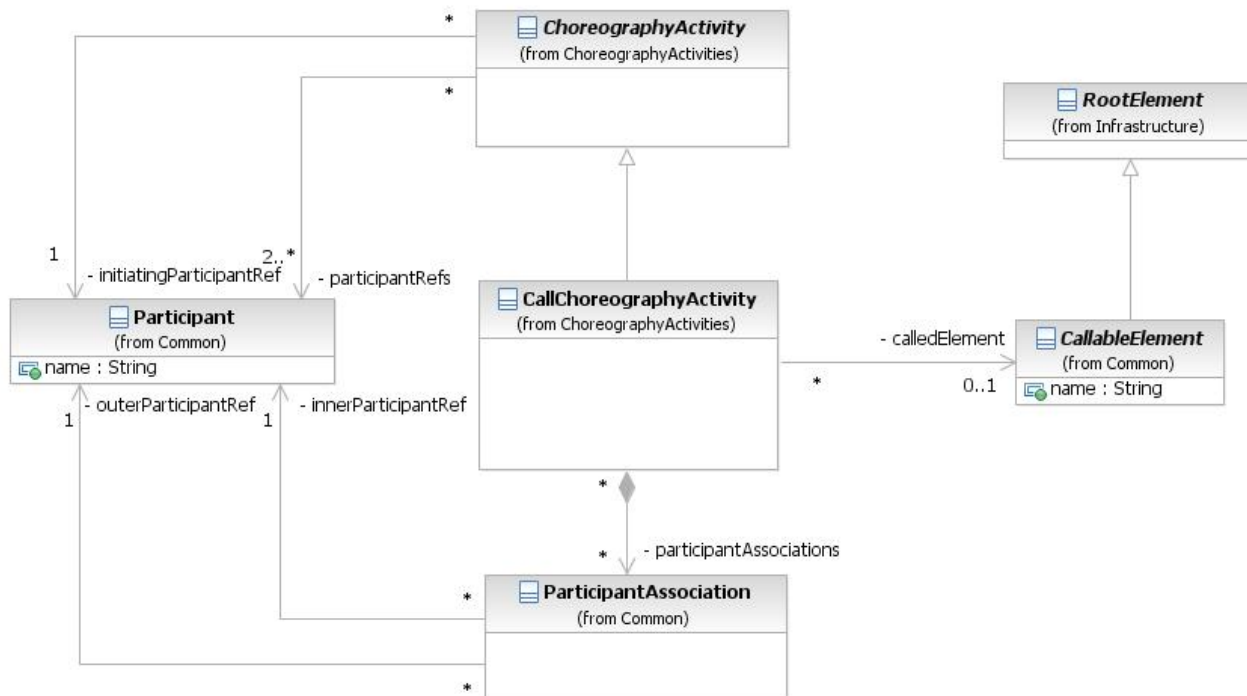 *
ChoreographyActivity
(from ChoreographyActivities)
*
RootElement
(from Infrastructure)
1
- initiatingParticipantRef
2..*
- participantRefs
Participant
(from Common)
name : String
CallChoreographyActivity
(from ChoreographyActivities)
- calledElement
*
0..1
CallableElement
(from Common)
name : String
1
- outerParticipantRef
1
- innerParticipantRef
*
*
- participantAssociations
ParticipantAssociation
(from Common)
*
*